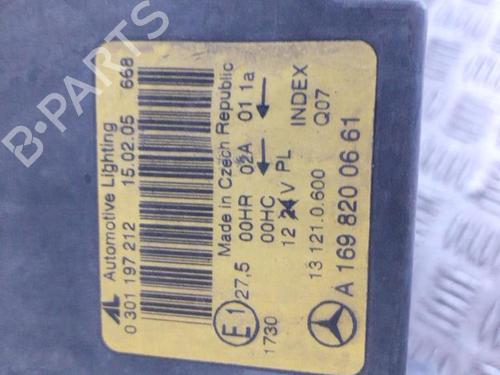 AL Automotive Lighting
0 301 197 212 15.02.05 668
Made in Czech Republic
E1 27,5 00HR 02A 01 1a
00HC
1730 12 24 V PL INDEX
13 121.0.600 Q07
A 169 820 06 61
B-PARTS